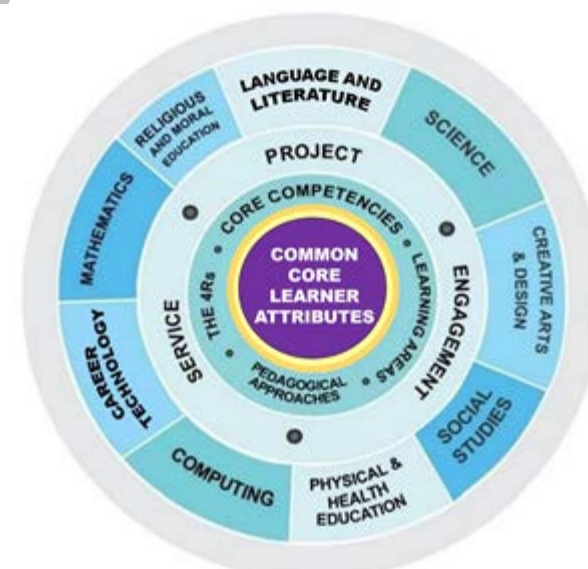 LANGUAGE AND
LITERATURE
SCIENCE
CREATIVE ARTS
& DESIGN
SOCIAL
STUDIES
PHYSICAL &
HEALTH
EDUCATION
COMPUTING
CAREER
TECHNOLOGY
MATHEMATICS
RELIGIOUS
AND MORAL
EDUCATION
PROJECT
ENGAGEMENT
SERVICE
CORE COMPETENCIES
LEARNING AREAS
PEDAGOGICAL
APPROACHES
THE 4Rs
COMMON
CORE
LEARNER
ATTRIBUTES